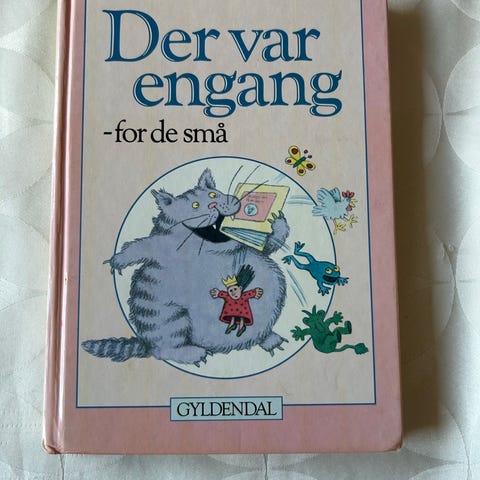 Der var
engang
-for de små
GYLDENDAL